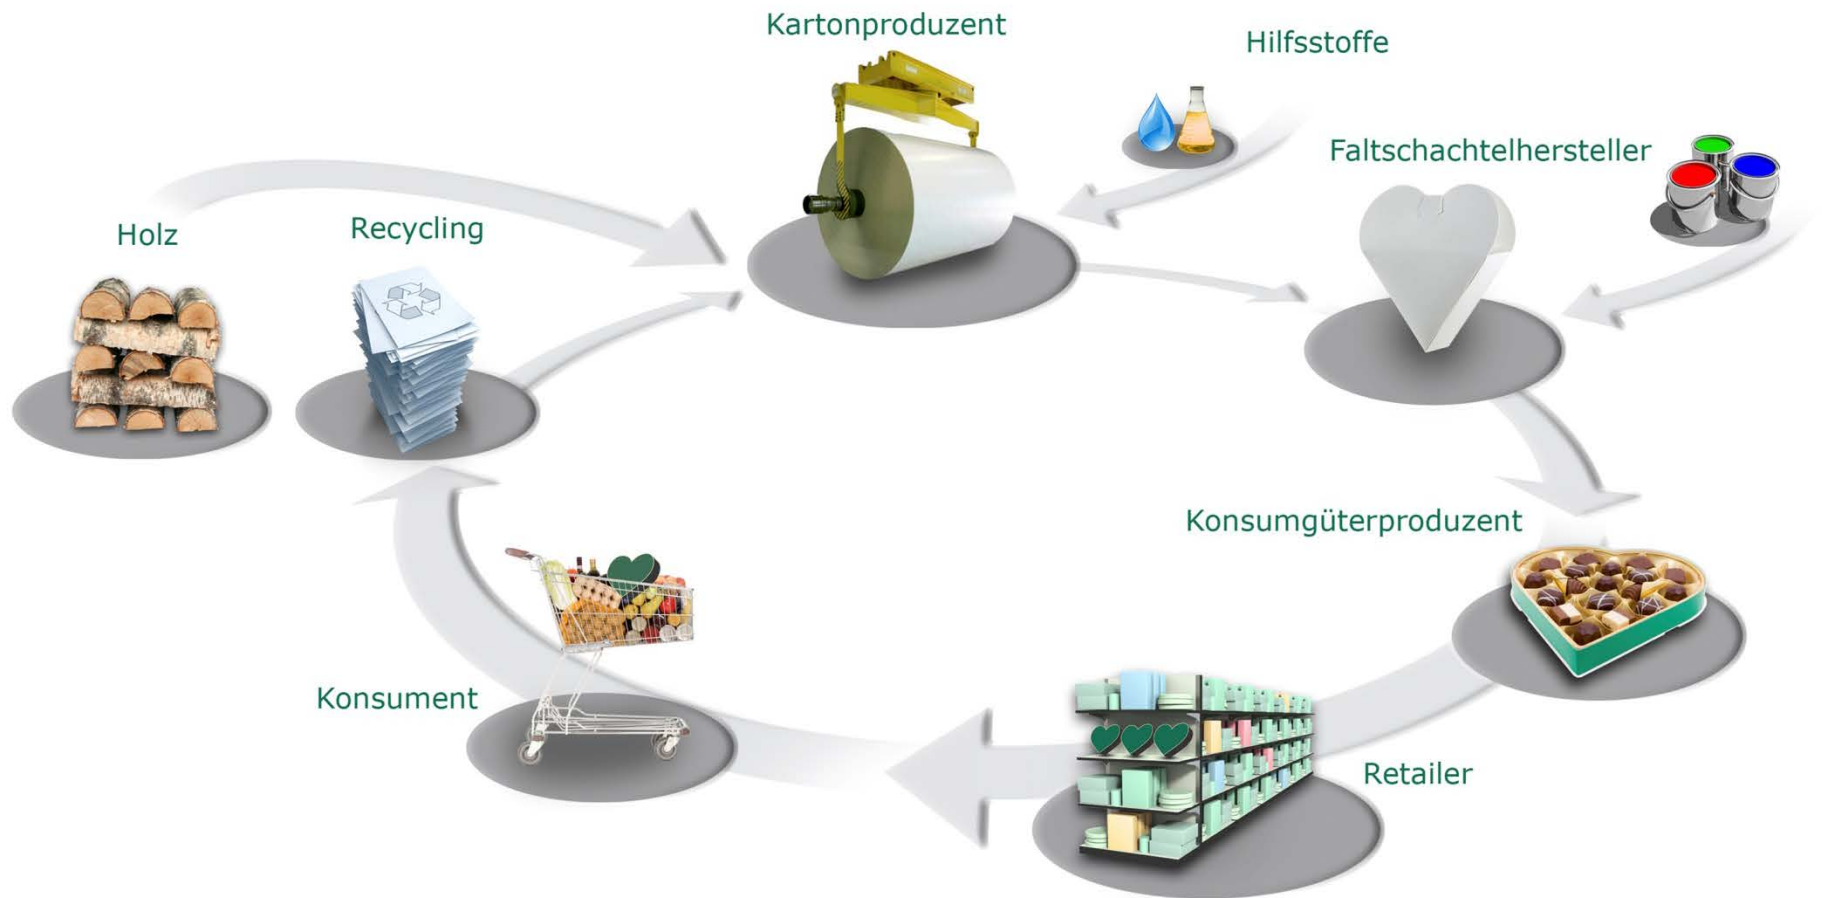 Kartonproduzent
Hilfsstoffe
Faltschachtelhersteller
Holz
Recycling
Konsumgüterproduzent
Konsument
Retailer